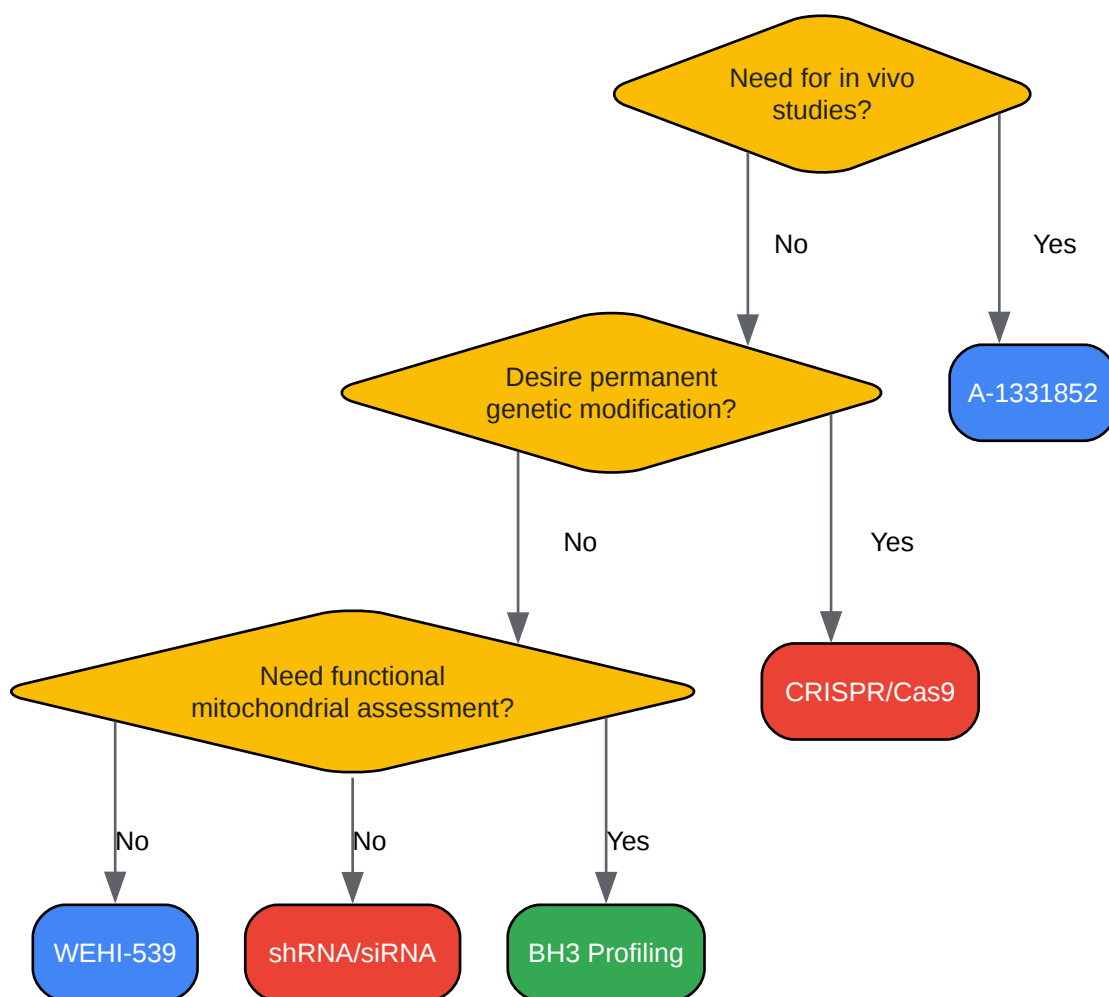 Need for in vivo
studies?
No
Yes
Desire permanent
genetic modification?
A-1331852
No
Yes
Need functional
mitochondrial assessment?
CRISPR/Cas9
No
No
Yes
WEHI-539
shRNA/siRNA
BH3 Profiling